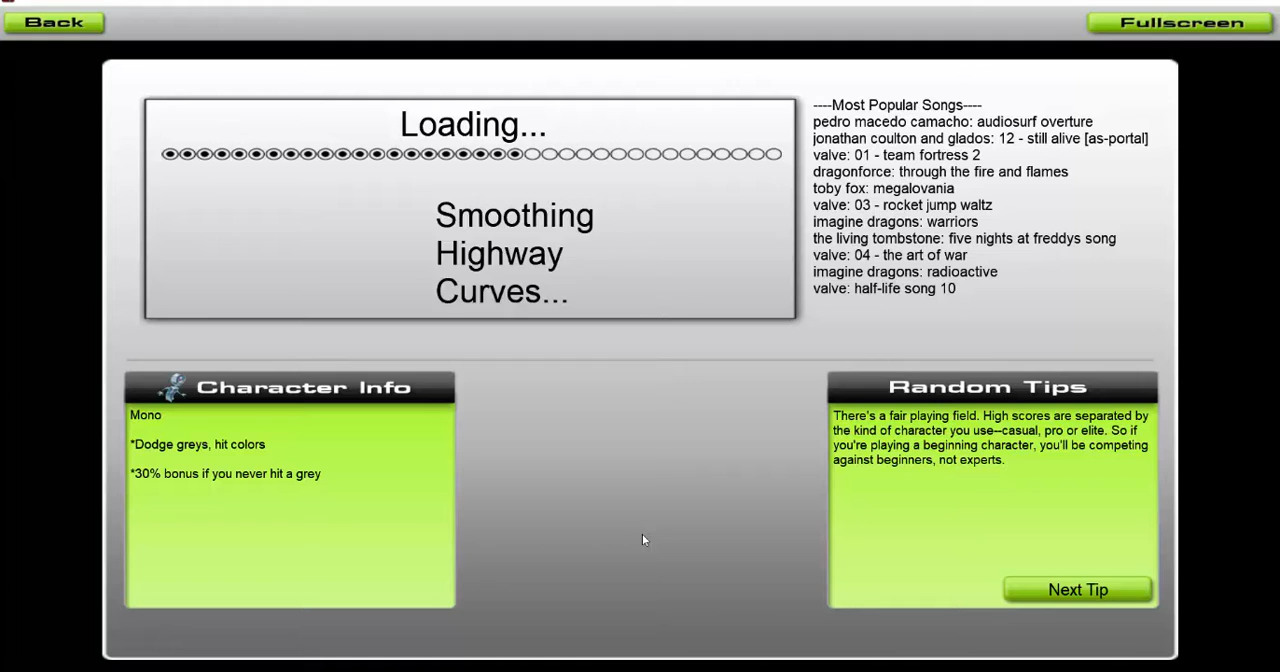 Back
Fullscreen
Loading...
Smoothing
Highway
Curves...
----Most Popular Songs----
pedro macedo camacho: audiosurf overture
jonathan coulton and glados: 12 - still alive [as-portal]
valve: 01 - team fortress 2
dragonforce: through the fire and flames
toby fox: megalovania
valve: 03 - rocket jump waltz
imagine dragons: warriors
the living tombstone: five nights at freddys song
valve: 04 - the art of war
imagine dragons: radioactive
valve: half-life song 10
Character Info
Mono
*Dodge greys, hit colors
*30% bonus if you never hit a grey
Random Tips
There's a fair playing field. High scores are separated by
the kind of character you use--casual, pro or elite. So if
you're playing a beginning character, you'll be competing
against beginners, not experts.
Next Tip